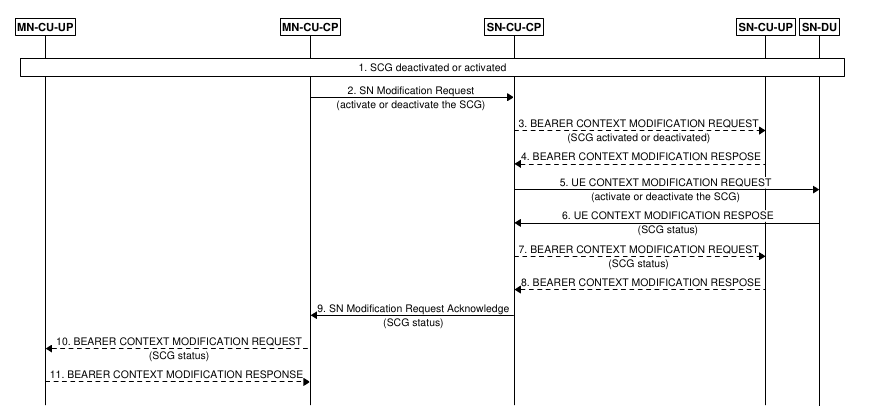 MN-CU-UP
MN-CU-CP
SN-CU-CP
SN-CU-UP
SN-DU
1. SCG deactivated or activated
2. SN Modification Request
(activate or deactivate the SCG)
3. BEARER CONTEXT MODIFICATION REQUEST
(SCG activated or deactivated)
4. BEARER CONTEXT MODIFICATION RESPOSE
5. UE CONTEXT MODIFICATION REQUEST
(activate or deactivate the SCG)
6. UE CONTEXT MODIFICATION RESPOSE
(SCG status)
7. BEARER CONTEXT MODIFICATION REQUEST
(SCG status)
8. BEARER CONTEXT MODIFICATION RESPOSE
9. SN Modification Request Acknowledge
(SCG status)
10. BEARER CONTEXT MODIFICATION REQUEST
(SCG status)
11. BEARER CONTEXT MODIFICATION RESPONSE